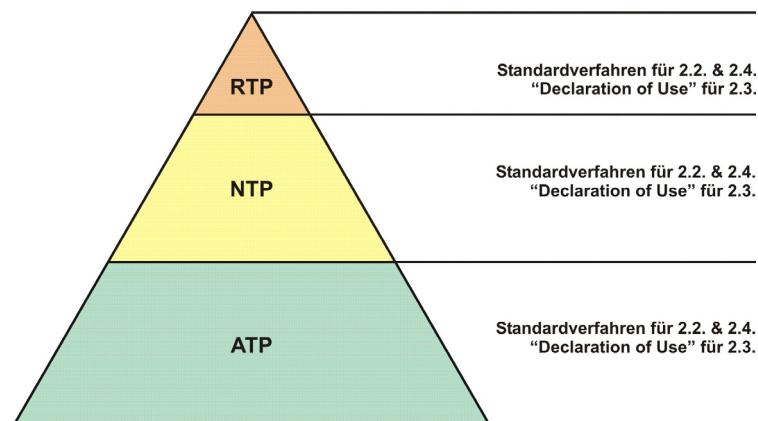 RTP
Standardverfahren für 2.2. & 2.4.
“Declaration of Use” für 2.3.
NTP
Standardverfahren für 2.2. & 2.4.
“Declaration of Use” für 2.3.
ATP
Standardverfahren für 2.2. & 2.4.
“Declaration of Use” für 2.3.